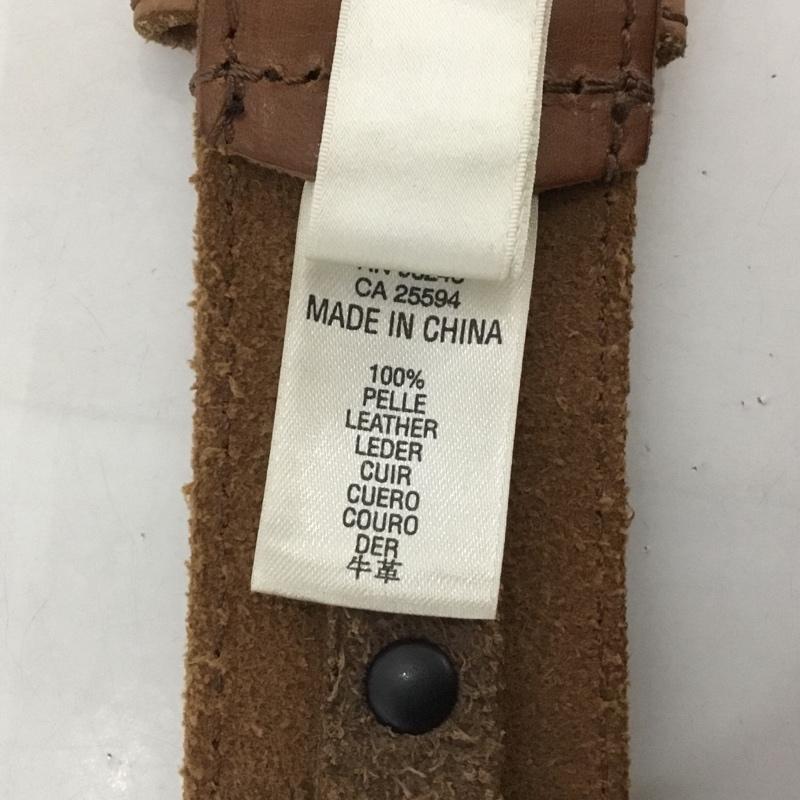 CA 25594
MADE IN CHINA
100%
PELLE
LEATHER
LEDER
CUIR
CUERO
COURO
DER
牛革